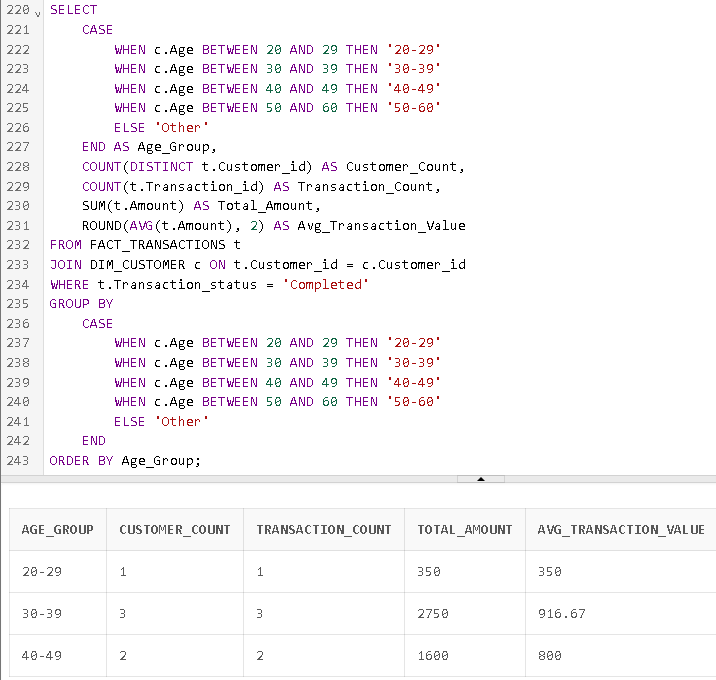 220 SELECT
221 CASE
222 WHEN c.Age BETWEEN 20 AND 29 THEN '20-29'
223 WHEN c.Age BETWEEN 30 AND 39 THEN '30-39'
224 WHEN c.Age BETWEEN 40 AND 49 THEN '40-49'
225 WHEN c.Age BETWEEN 50 AND 60 THEN '50-60'
226 ELSE 'Other'
227 END AS Age_Group,
228 COUNT(DISTINCT t.Customer_id) AS Customer_Count,
229 COUNT(t.Transaction_id) AS Transaction_Count,
230 SUM(t.Amount) AS Total_Amount,
231 ROUND(AVG(t.Amount), 2) AS Avg_Transaction_Value
232 FROM FACT_TRANSACTIONS t
233 JOIN DIM_CUSTOMER c ON t.Customer_id = c.Customer_id
234 WHERE t.Transaction_status = 'Completed'
235 GROUP BY
236 CASE
237 WHEN c.Age BETWEEN 20 AND 29 THEN '20-29'
238 WHEN c.Age BETWEEN 30 AND 39 THEN '30-39'
239 WHEN c.Age BETWEEN 40 AND 49 THEN '40-49'
240 WHEN c.Age BETWEEN 50 AND 60 THEN '50-60'
241 ELSE 'Other'
242 END
243 ORDER BY Age_Group;
AGE_GROUP CUSTOMER_COUNT TRANSACTION_COUNT TOTAL_AMOUNT AVG_TRANSACTION_VALUE
20-29 1 1 350 350
30-39 3 3 2750 916.67
40-49 2 2 1600 800